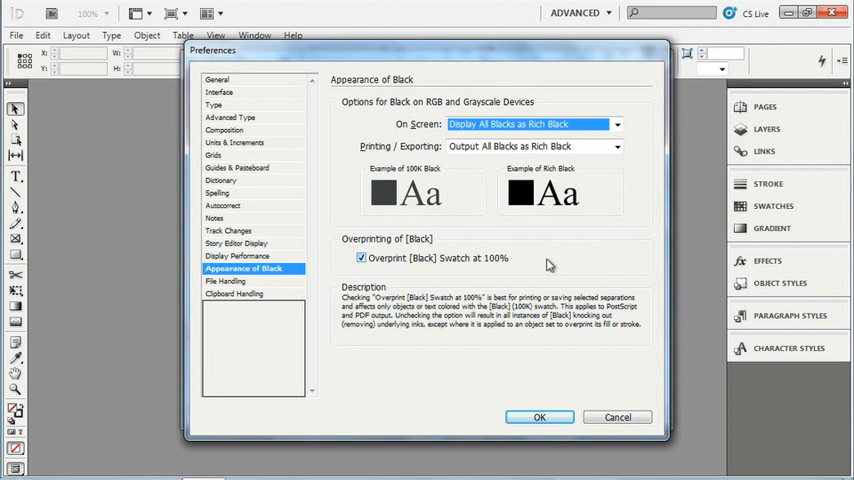 ID
Br
100%
ADVANCED
CS Live
File Edit Layout Type Object Table View Window Help
X:
W:
Y:
H:
Preferences
General
Interface
Type
Advanced Type
Composition
Units & Increments
Grids
Guides & Pasteboard
Dictionary
Spelling
Autocorrect
Notes
Track Changes
Story Editor Display
Display Performance
Appearance of Black
File Handling
Clipboard Handling
Appearance of Black
Options for Black on RGB and Grayscale Devices
On Screen: Display All Blacks as Rich Black
Printing / Exporting: Output All Blacks as Rich Black
Example of 100K Black
Aa
Example of Rich Black
Aa
Overprinting of [Black]
Overprint [Black] Swatch at 100%
Description
Checking "Overprint [Black] Swatch at 100%" is best for printing or saving selected separations
and affects only objects or text colored with the [Black] (100K) swatch. This applies to PostScript
and PDF output. Unchecking the option will result in all instances of [Black] knocking out
(removing) underlying inks, except where it is applied to an object set to overprint its fill or stroke.
OK
Cancel
PAGES
LAYERS
LINKS
STROKE
SWATCHES
GRADIENT
EFFECTS
OBJECT STYLES
PARAGRAPH STYLES
CHARACTER STYLES